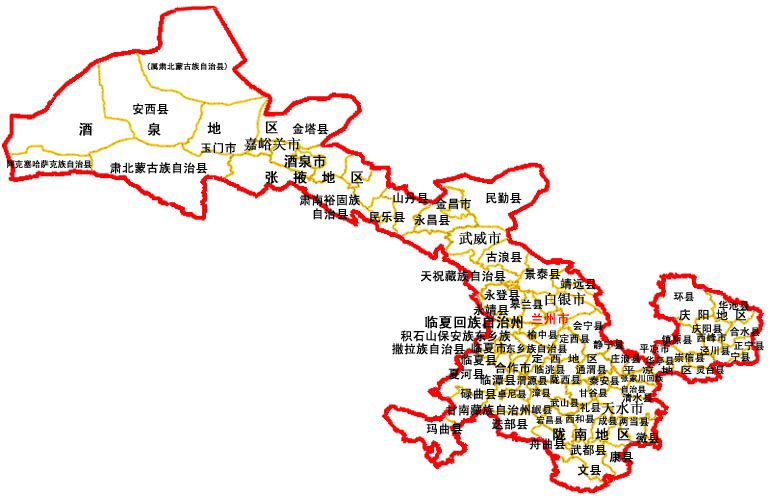 (属肃北蒙古族自治县)
安西县
酒 泉 地 区
金塔县
玉门市
嘉峪关市
阿克塞哈萨克族自治县
肃北蒙古族自治县
酒泉市
张 掖 地 区
肃南裕固族
自治县
山丹县
金昌市
民勤县
民乐县
永昌县
武威市
古浪县
天祝藏族自治县
景泰县
靖远县
永登县
皋兰县
白银市
永靖县
兰州市
临夏回族自治州
会宁县
积石山保安族东乡族
撒拉族自治县
榆中县
定西县
静宁县
临夏市
东乡族自治县
临夏县
定 西 地 区
庄浪县
夏河县
合作市
临洮县
通渭县
平 凉 地 区
平凉市
华亭县
崇信县
泾川县
灵台县
环县
华池县
庆 阳 地 区
庆阳县
合水县
镇原县
西峰市
正宁县
宁县
临潭县
渭源县
陇西县
秦安县
张家川回族
自治县
清水县
碌曲县
卓尼县
漳县
甘谷县
武山县
甘南藏族自治州
岷县
礼县
天水市
玛曲县
迭部县
宕昌县
西和县
成县
两当县
陇 南 地 区
徽县
舟曲县
武都县
康县
文县